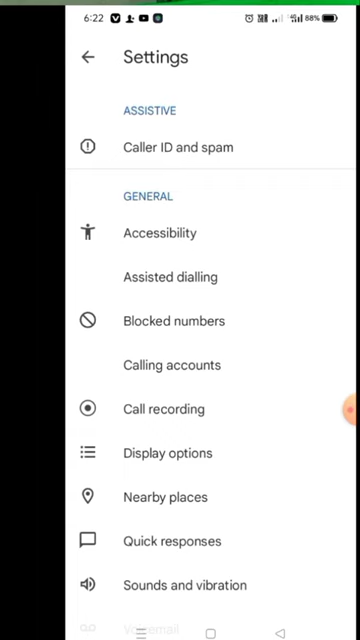 6:22
88%
Settings
ASSISTIVE
Caller ID and spam
GENERAL
Accessibility
Assisted dialling
Blocked numbers
Calling accounts
Call recording
Display options
Nearby places
Quick responses
Sounds and vibration
Voicemail